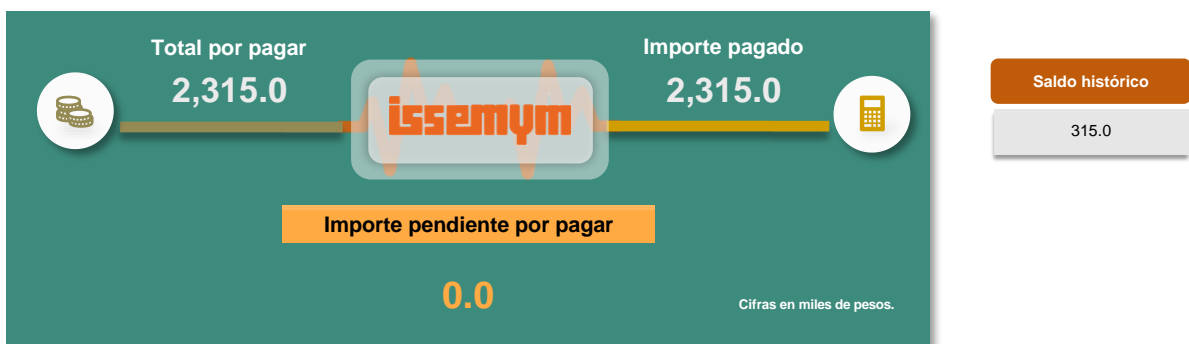 Total por pagar
2,315.0
issemym
Importe pagado
2,315.0
Importe pendiente por pagar
0.0
Cifras en miles de pesos.
Saldo histórico
315.0